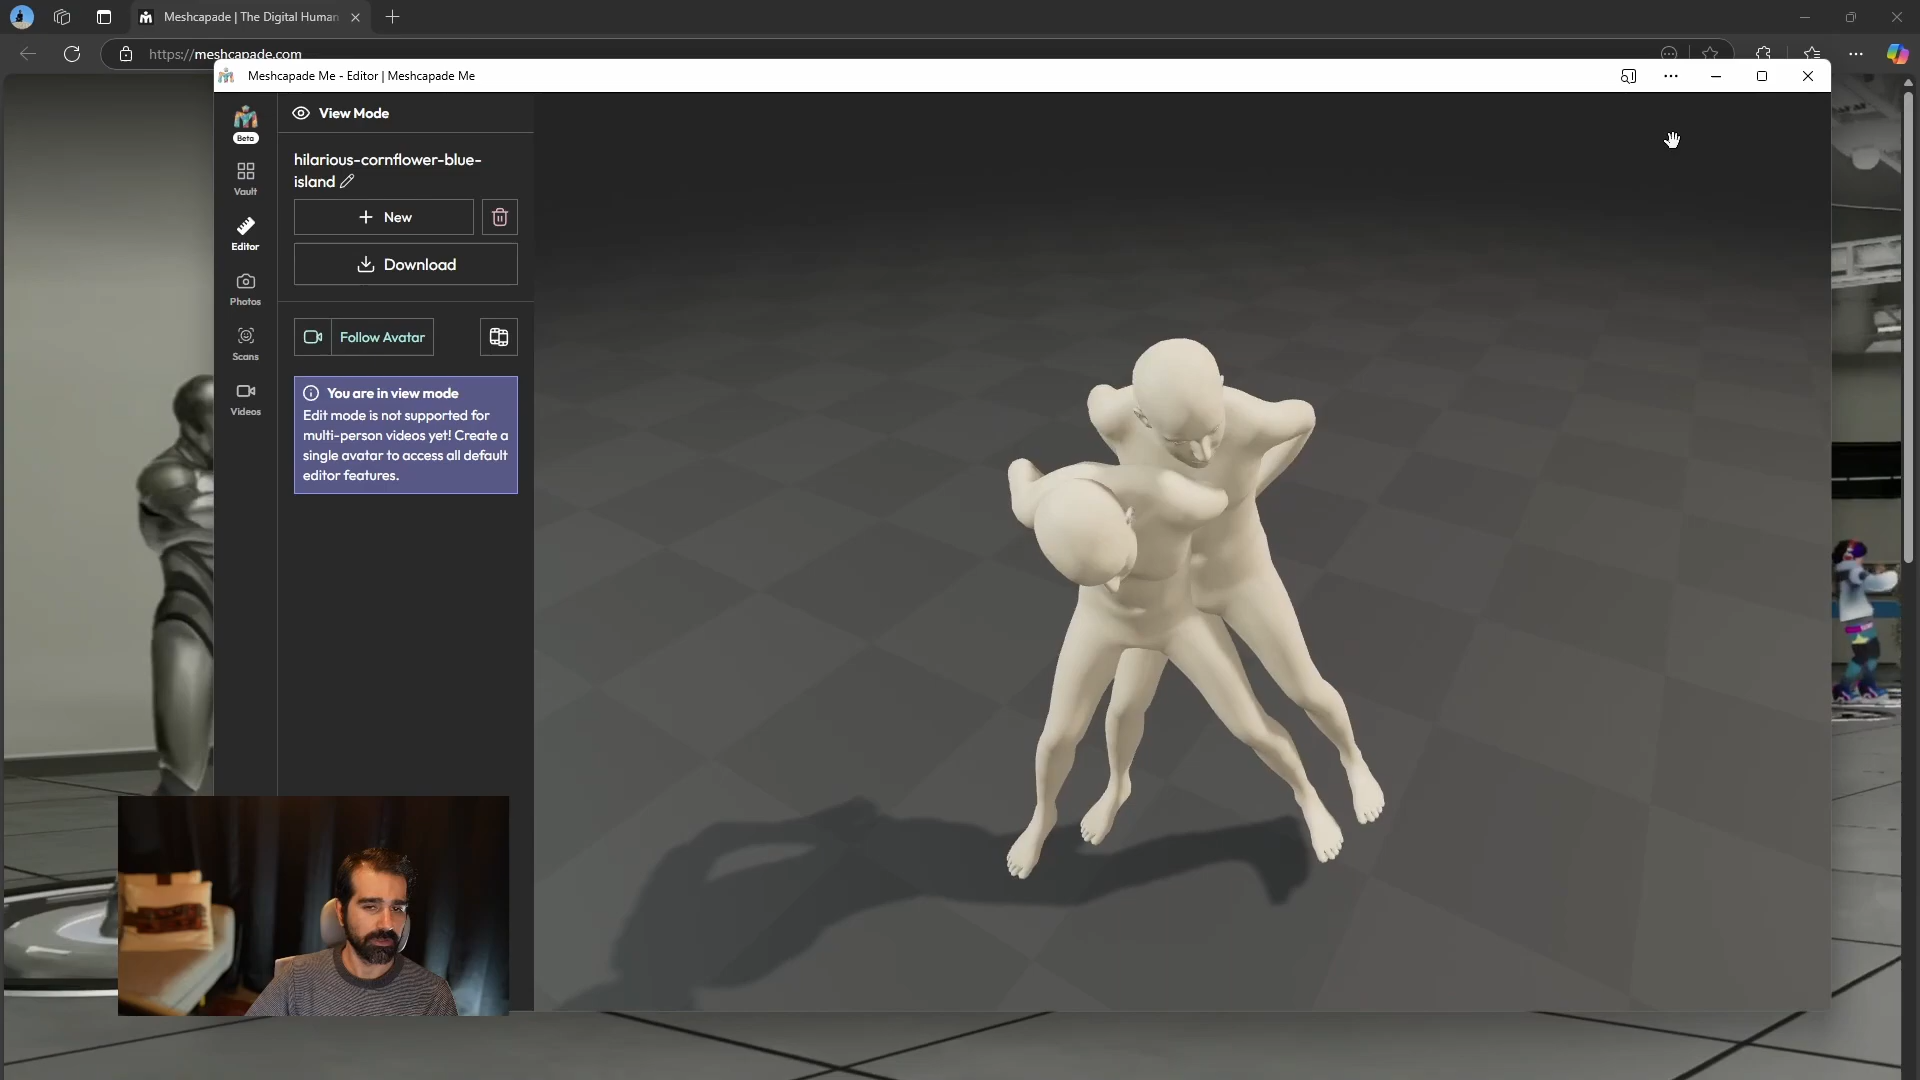 Meshcapade | The Digital Human
https://meshcapade.com
Meshcapade Me - Editor | Meshcapade Me
Beta
Vault
Editor
Photos
Scans
Videos
View Mode
hilarious-cornflower-blue-
island
New
Download
Follow Avatar
You are in view mode
Edit mode is not supported for
multi-person videos yet! Create a
single avatar to access all default
editor features.